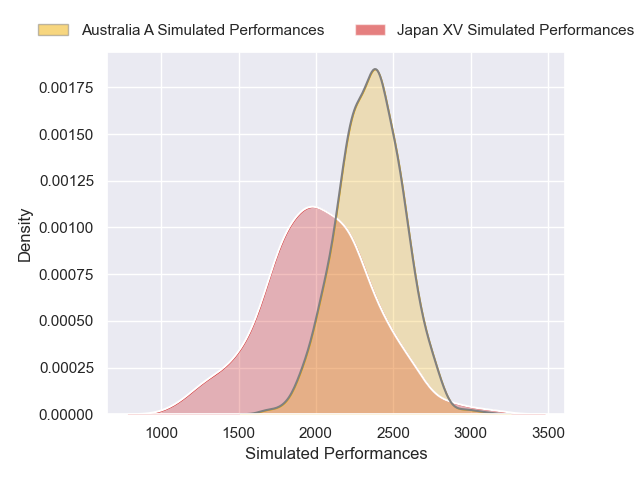 Australia A Simulated Performances
Japan XV Simulated Performances
0.00175
0.00150
0.00125
0.00100
0.00075
0.00050
0.00025
0.00000
Density
1000 1500 2000 2500 3000 3500
Simulated Performances